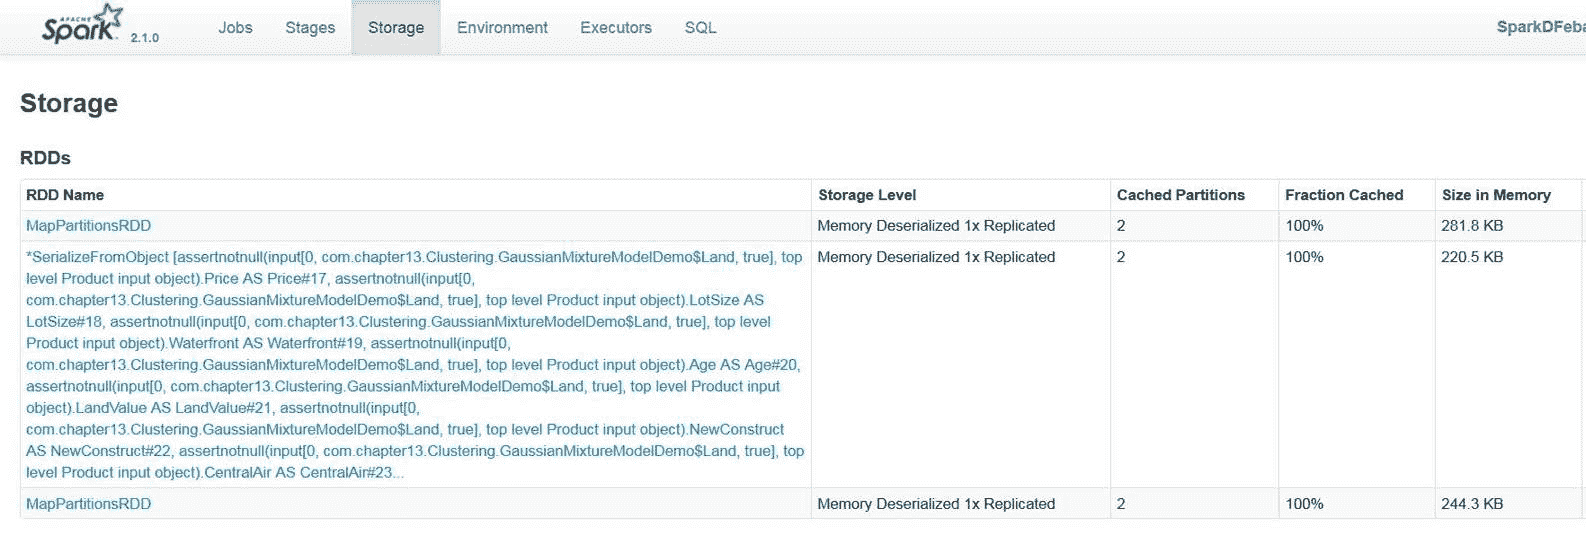 APACHE
Spark 2.1.0 Jobs Stages Storage Environment Executors SQL SparkDFeba
Storage
RDDs
RDD Name Storage Level Cached Partitions Fraction Cached Size in Memory
MapPartitionsRDD Memory Deserialized 1x Replicated 2 100% 281.8 KB
*SerializeFromObject [assertnotnull(input[0, com.chapter13.Clustering.GaussianMixtureModelDemo$Land, true], top Memory Deserialized 1x Replicated 2 100% 220.5 KB
level Product input object).Price AS Price#17, assertnotnull(input[0,
com.chapter13.Clustering.GaussianMixtureModelDemo$Land, true], top level Product input object).LotSize AS
LotSize#18, assertnotnull(input[0, com.chapter13.Clustering.GaussianMixtureModelDemo$Land, true], top level
Product input object).Waterfront AS Waterfront#19, assertnotnull(input[0,
com.chapter13.Clustering.GaussianMixtureModelDemo$Land, true], top level Product input object).Age AS Age#20,
assertnotnull(input[0, com.chapter13.Clustering.GaussianMixtureModelDemo$Land, true], top level Product input
object).LandValue AS LandValue#21, assertnotnull(input[0,
com.chapter13.Clustering.GaussianMixtureModelDemo$Land, true], top level Product input object).NewConstruct
AS NewConstruct#22, assertnotnull(input[0, com.chapter13.Clustering.GaussianMixtureModelDemo$Land, true], top
level Product input object).CentralAir AS CentralAir#23...
MapPartitionsRDD Memory Deserialized 1x Replicated 2 100% 244.3 KB